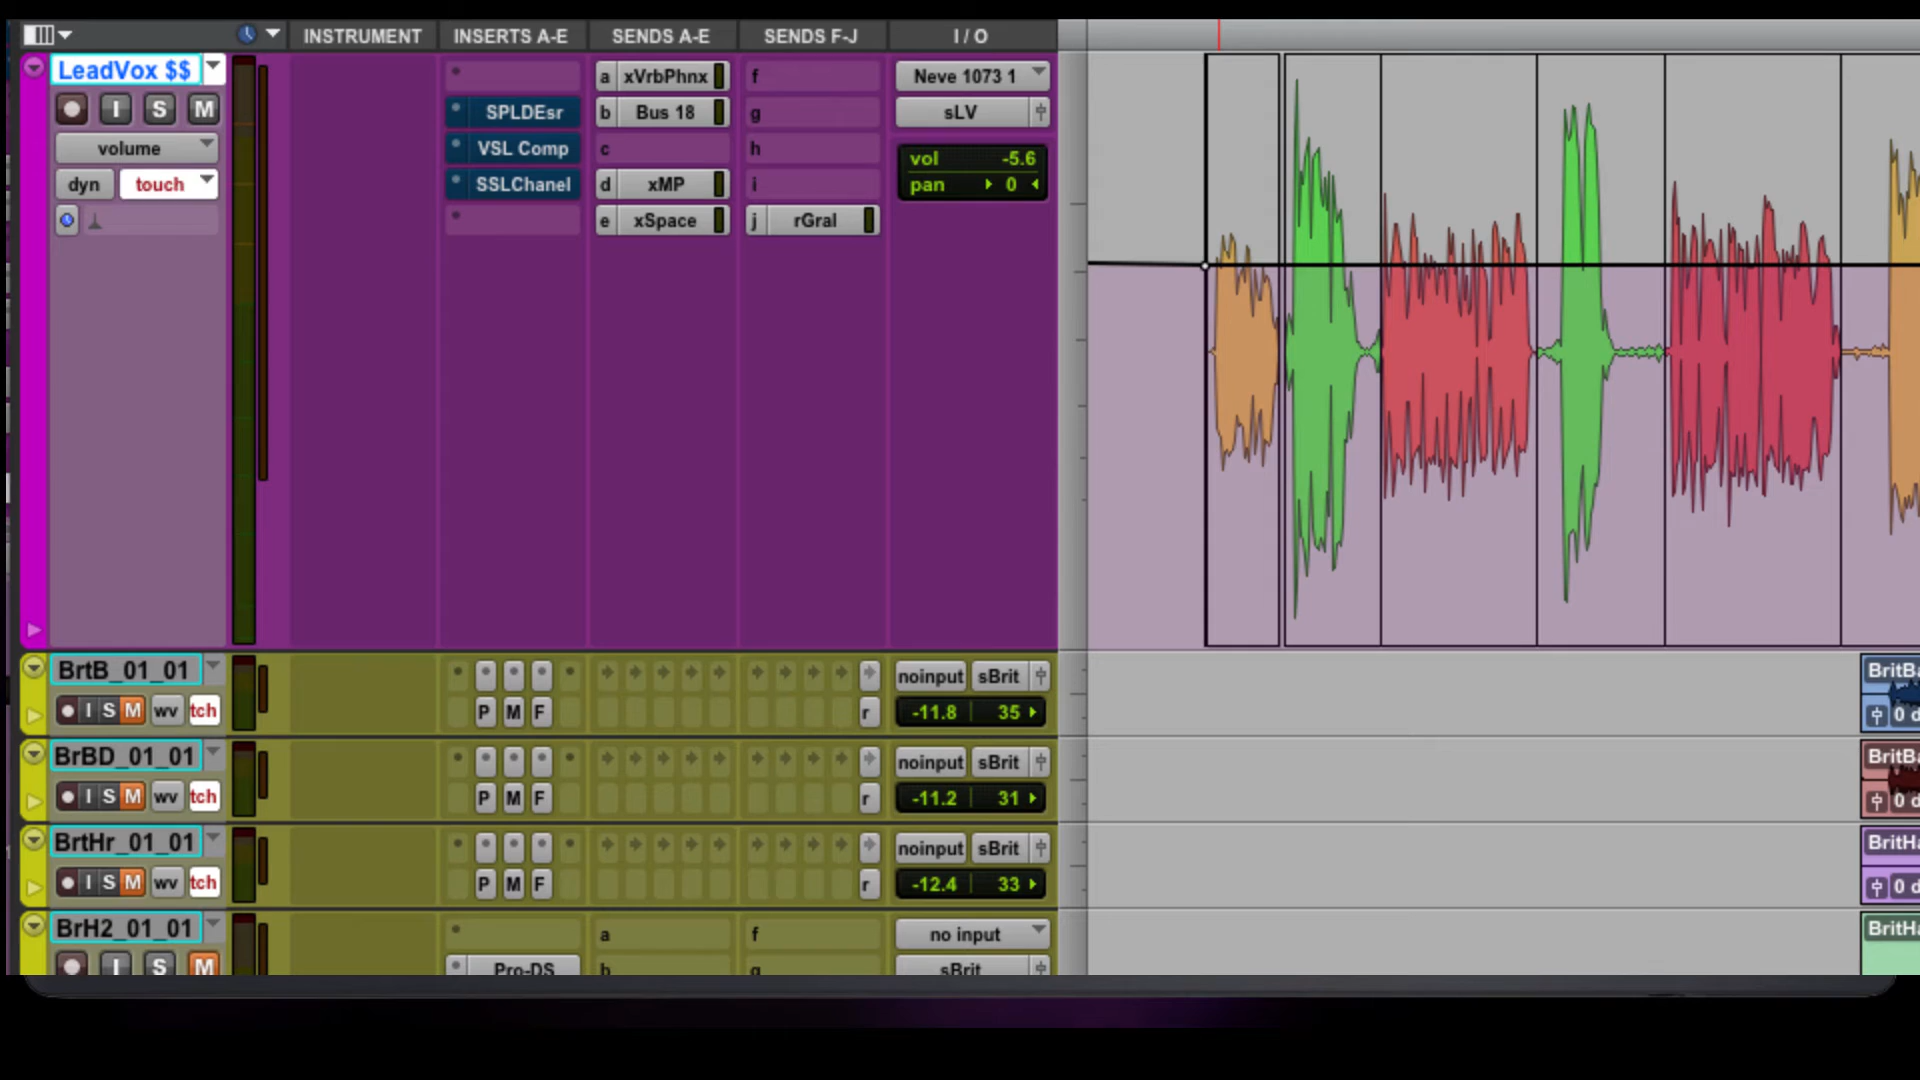 INSTRUMENT INSERTS A-E SENDS A-E SENDS F-J I / O
LeadVox $$ a xVrbPhnx f Neve 1073 1
I S M SPLDEsr b Bus 18 g sLV
volume VSL Comp c h vol -5.6
dyn touch SSLChanel d xMP i pan 0
e xSpace j rGral
BrtB_01_01 noinput sBrit BritBa
I S M wv tch P M F r -11.8 35 0 d
BrBD_01_01 noinput sBrit BritBa
I S M wv tch P M F r -11.2 31 0 d
BrtHr_01_01 noinput sBrit BritHa
I S M wv tch P M F r -12.4 33 0 d
BrH2_01_01 a f no input BritHa
I S M Pro-DS b g sBrit